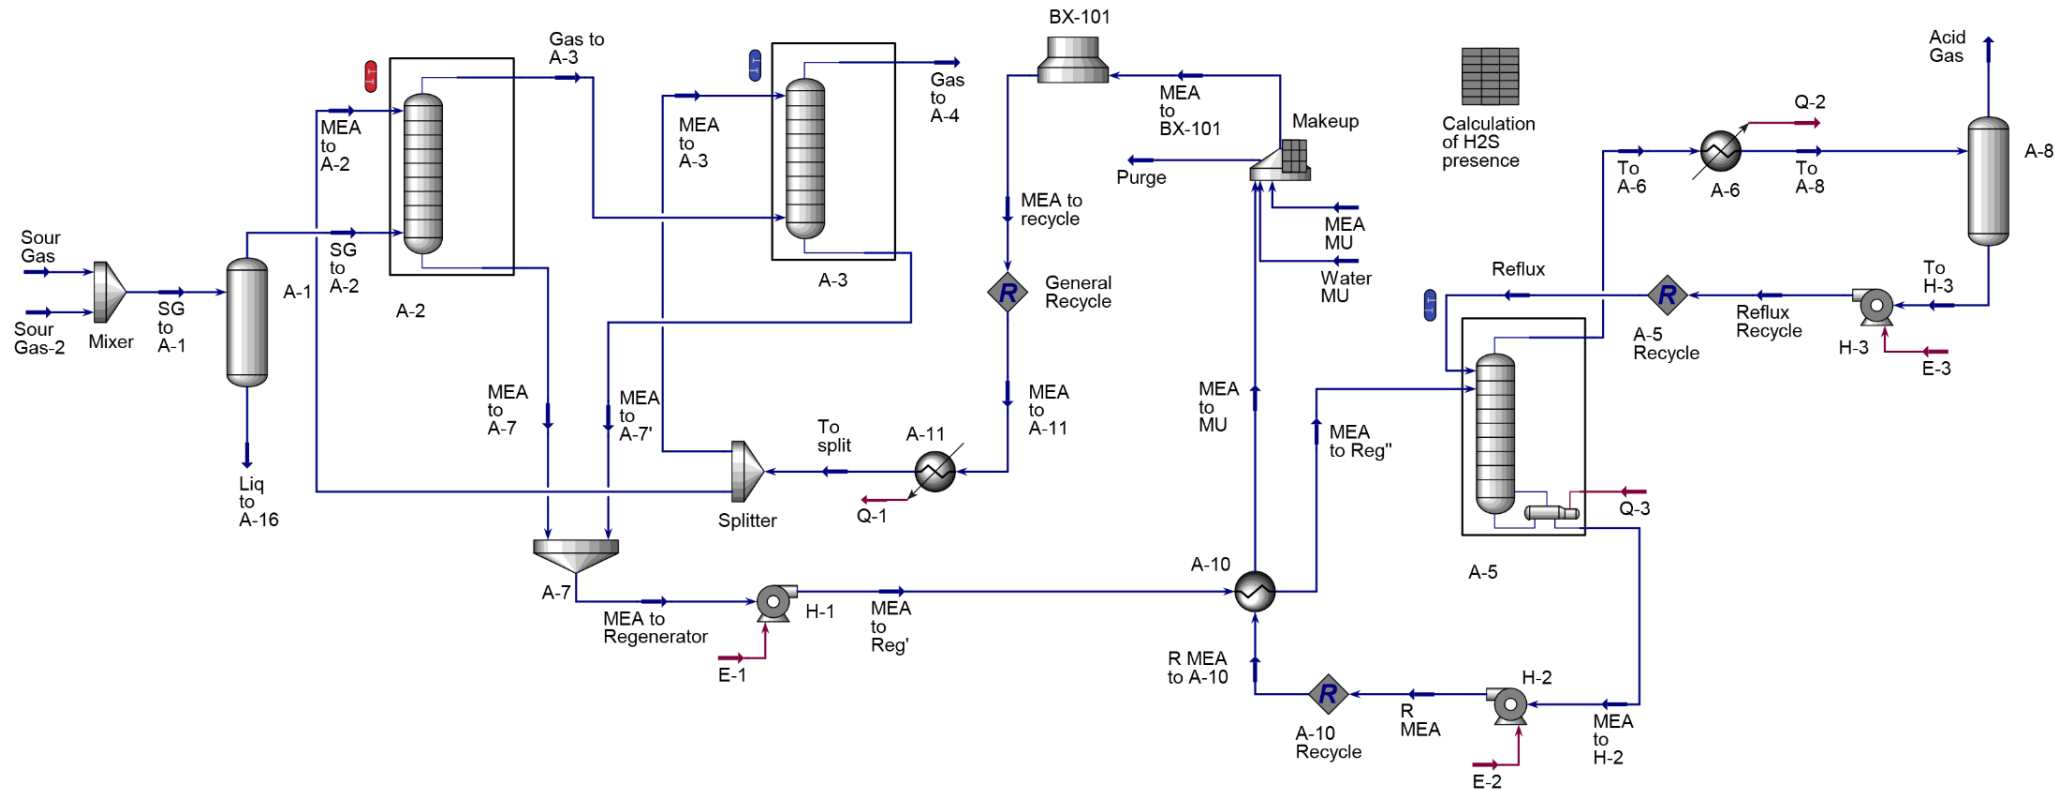 BX-101
Gas to
A-3
Acid
Gas
Gas
to
A-4
MEA
to
BX-101
Q-2
Makeup
Calculation
of H2S
presence
MEA
to
A-2
MEA
to
A-3
Purge
To
A-6
A-6
To
A-8
A-8
MEA to
recycle
MEA
MU
Water
MU
Sour
Gas
SG
to
A-2
A-1
A-2
A-3
R
General
Recycle
Reflux
R
A-5
Recycle
Reflux
Recycle
To
H-3
H-3
E-3
Sour
Gas-2
Mixer
SG
to
A-1
MEA
to
A-7
MEA
to
A-7'
To
split
A-11
MEA
to
A-11
MEA
to
MU
MEA
to Reg"
Liq
to
A-16
Splitter
Q-1
Q-3
A-5
A-7
MEA to
Regenerator
H-1
E-1
MEA
to
Reg'
A-10
R MEA
to A-10
R
A-10
Recycle
R
MEA
H-2
E-2
MEA
to
H-2